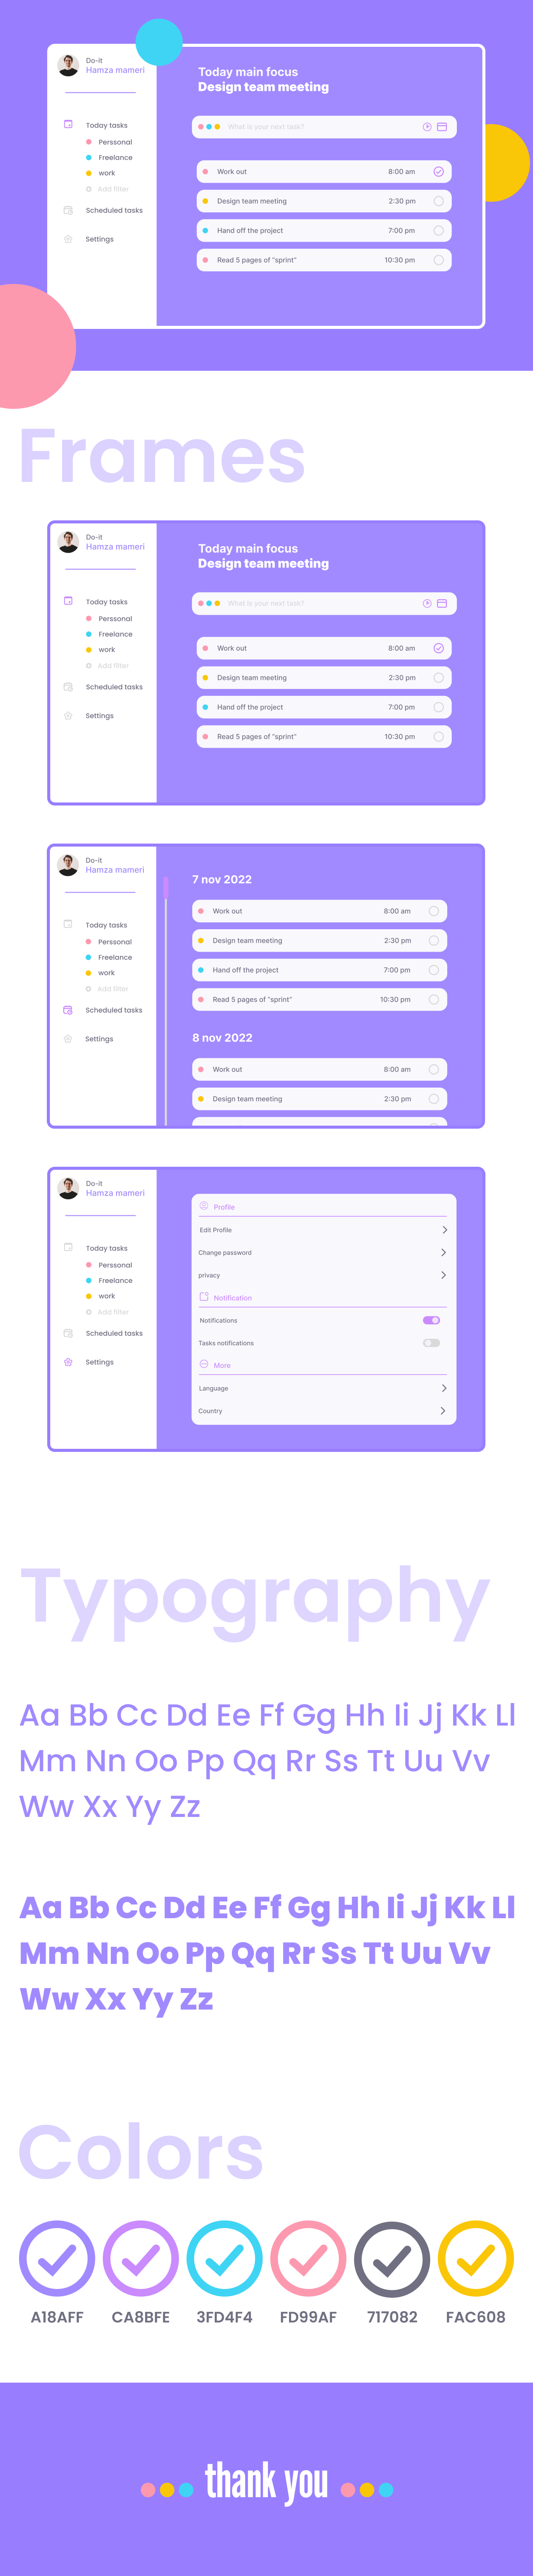 Do-it
Hamza mameri
Today tasks
Perssonal
Freelance
work
Add filter
Scheduled tasks
Settings
Today main focus
Design team meeting
What is your next task?
Work out 8:00 am
Design team meeting 2:30 pm
Hand off the project 7:00 pm
Read 5 pages of "sprint" 10:30 pm
Frames
Do-it
Hamza mameri
Today tasks
Perssonal
Freelance
work
Add filter
Scheduled tasks
Settings
Today main focus
Design team meeting
What is your next task?
Work out 8:00 am
Design team meeting 2:30 pm
Hand off the project 7:00 pm
Read 5 pages of "sprint" 10:30 pm
Do-it
Hamza mameri
Today tasks
Perssonal
Freelance
work
Add filter
Scheduled tasks
Settings
7 nov 2022
Work out 8:00 am
Design team meeting 2:30 pm
Hand off the project 7:00 pm
Read 5 pages of "sprint" 10:30 pm
8 nov 2022
Work out 8:00 am
Design team meeting 2:30 pm
Do-it
Hamza mameri
Today tasks
Perssonal
Freelance
work
Add filter
Scheduled tasks
Settings
Profile
Edit Profile
Change password
privacy
Notification
Notifications
Tasks notifications
More
Language
Country
Typography
Aa Bb Cc Dd Ee Ff Gg Hh Ii Jj Kk Ll
Mm Nn Oo Pp Qq Rr Ss Tt Uu Vv
Ww Xx Yy Zz
Aa Bb Cc Dd Ee Ff Gg Hh Ii Jj Kk Ll
Mm Nn Oo Pp Qq Rr Ss Tt Uu Vv
Ww Xx Yy Zz
Colors
A18AFF CA8BFE 3FD4F4 FD99AF 717082 FAC608
thank you